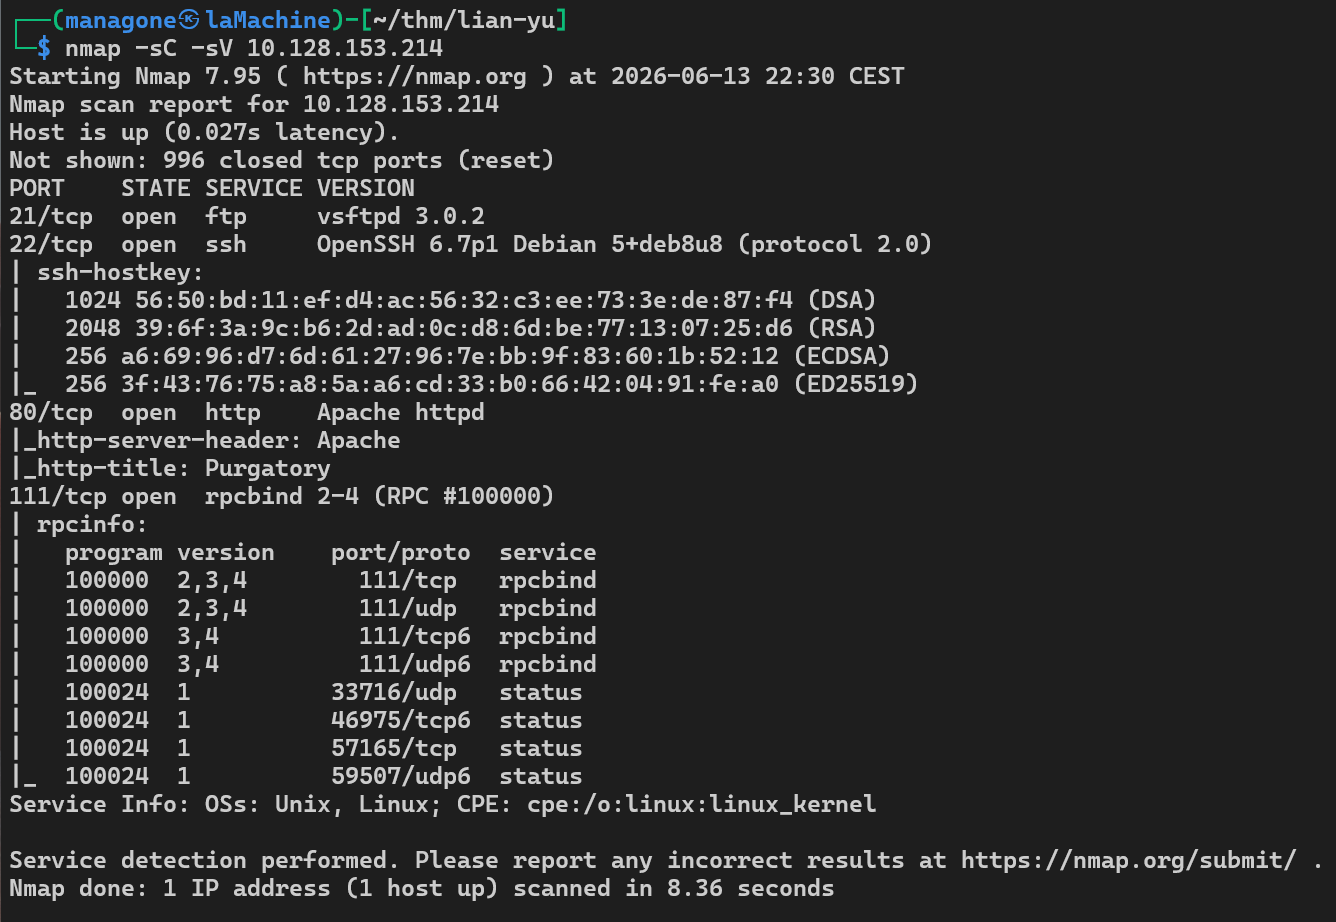 ┌──(managone㉿laMachine)-[~/thm/lian-yu]
└─$ nmap -sC -sV 10.128.153.214
Starting Nmap 7.95 ( https://nmap.org ) at 2026-06-13 22:30 CEST
Nmap scan report for 10.128.153.214
Host is up (0.027s latency).
Not shown: 996 closed tcp ports (reset)
PORT    STATE SERVICE VERSION
21/tcp  open  ftp     vsftpd 3.0.2
22/tcp  open  ssh     OpenSSH 6.7p1 Debian 5+deb8u8 (protocol 2.0)
| ssh-hostkey:
|   1024 56:50:bd:11:ef:d4:ac:56:32:c3:ee:73:3e:de:87:f4 (DSA)
|   2048 39:6f:3a:9c:b6:2d:ad:0c:d8:6d:be:77:13:07:25:d6 (RSA)
|   256 a6:69:96:d7:6d:61:27:96:7e:bb:9f:83:60:1b:52:12 (ECDSA)
|_  256 3f:43:76:75:a8:5a:a6:cd:33:b0:66:42:04:91:fe:a0 (ED25519)
80/tcp  open  http    Apache httpd
|_http-server-header: Apache
|_http-title: Purgatory
111/tcp open  rpcbind 2-4 (RPC #100000)
| rpcinfo:
|   program version    port/proto  service
|   100000  2,3,4        111/tcp   rpcbind
|   100000  2,3,4        111/udp   rpcbind
|   100000  3,4          111/tcp6  rpcbind
|   100000  3,4          111/udp6  rpcbind
|   100024  1          33716/udp   status
|   100024  1          46975/tcp6  status
|   100024  1          57165/tcp   status
|_  100024  1          59507/udp6  status
Service Info: OSs: Unix, Linux; CPE: cpe:/o:linux:linux_kernel

Service detection performed. Please report any incorrect results at https://nmap.org/submit/ .
Nmap done: 1 IP address (1 host up) scanned in 8.36 seconds